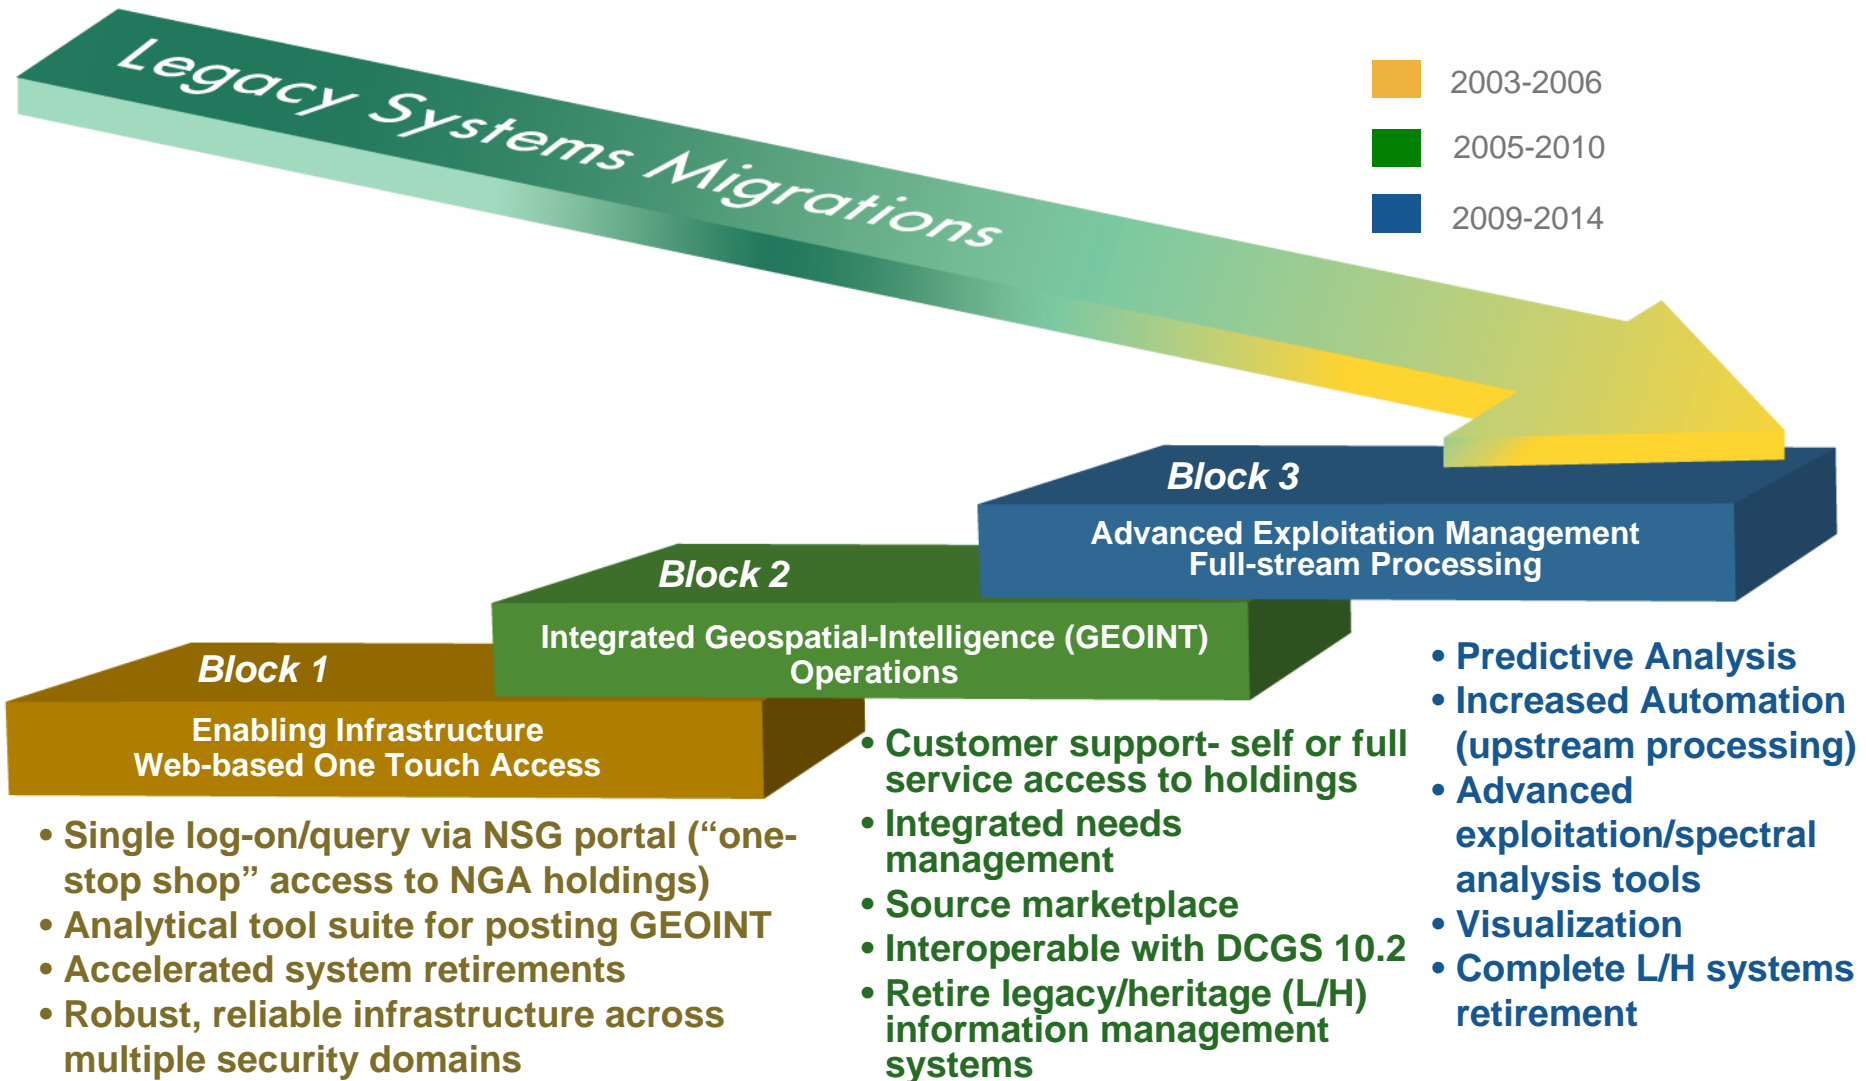 Legacy Systems Migrations
2003-2006
2005-2010
2009-2014
Block 1
Enabling Infrastructure
Web-based One Touch Access
• Single log-on/query via NSG portal (“one-
stop shop” access to NGA holdings)
• Analytical tool suite for posting GEOINT
• Accelerated system retirements
• Robust, reliable infrastructure across
multiple security domains
Block 2
Integrated Geospatial-Intelligence (GEOINT)
Operations
• Customer support- self or full
service access to holdings
• Integrated needs
management
• Source marketplace
• Interoperable with DCGS 10.2
• Retire legacy/heritage (L/H)
information management
systems
Block 3
Advanced Exploitation Management
Full-stream Processing
• Predictive Analysis
• Increased Automation
(upstream processing)
• Advanced
exploitation/spectral
analysis tools
• Visualization
• Complete L/H systems
retirement